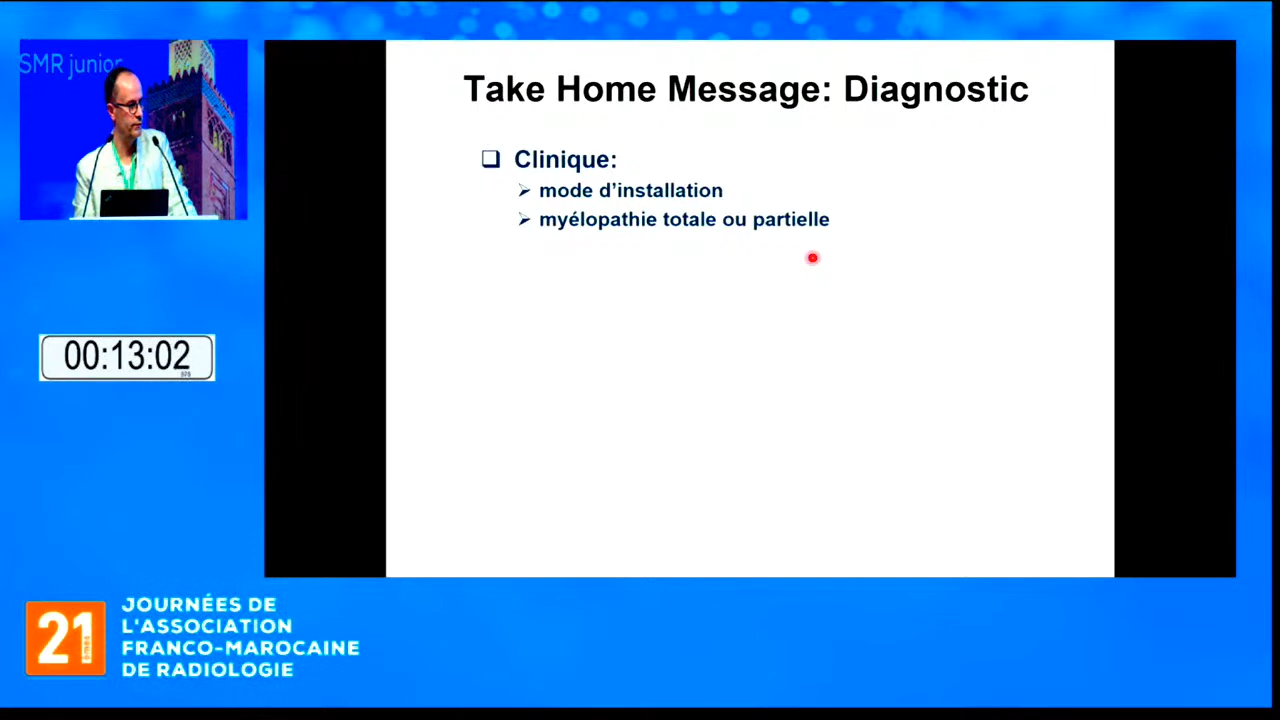 SMR junior
Take Home Message: Diagnostic
Clinique:
mode d’installation
myélopathie totale ou partielle
00:13:02
21
èmes
JOURNÉES DE
L'ASSOCIATION
FRANCO-MAROCAINE
DE RADIOLOGIE